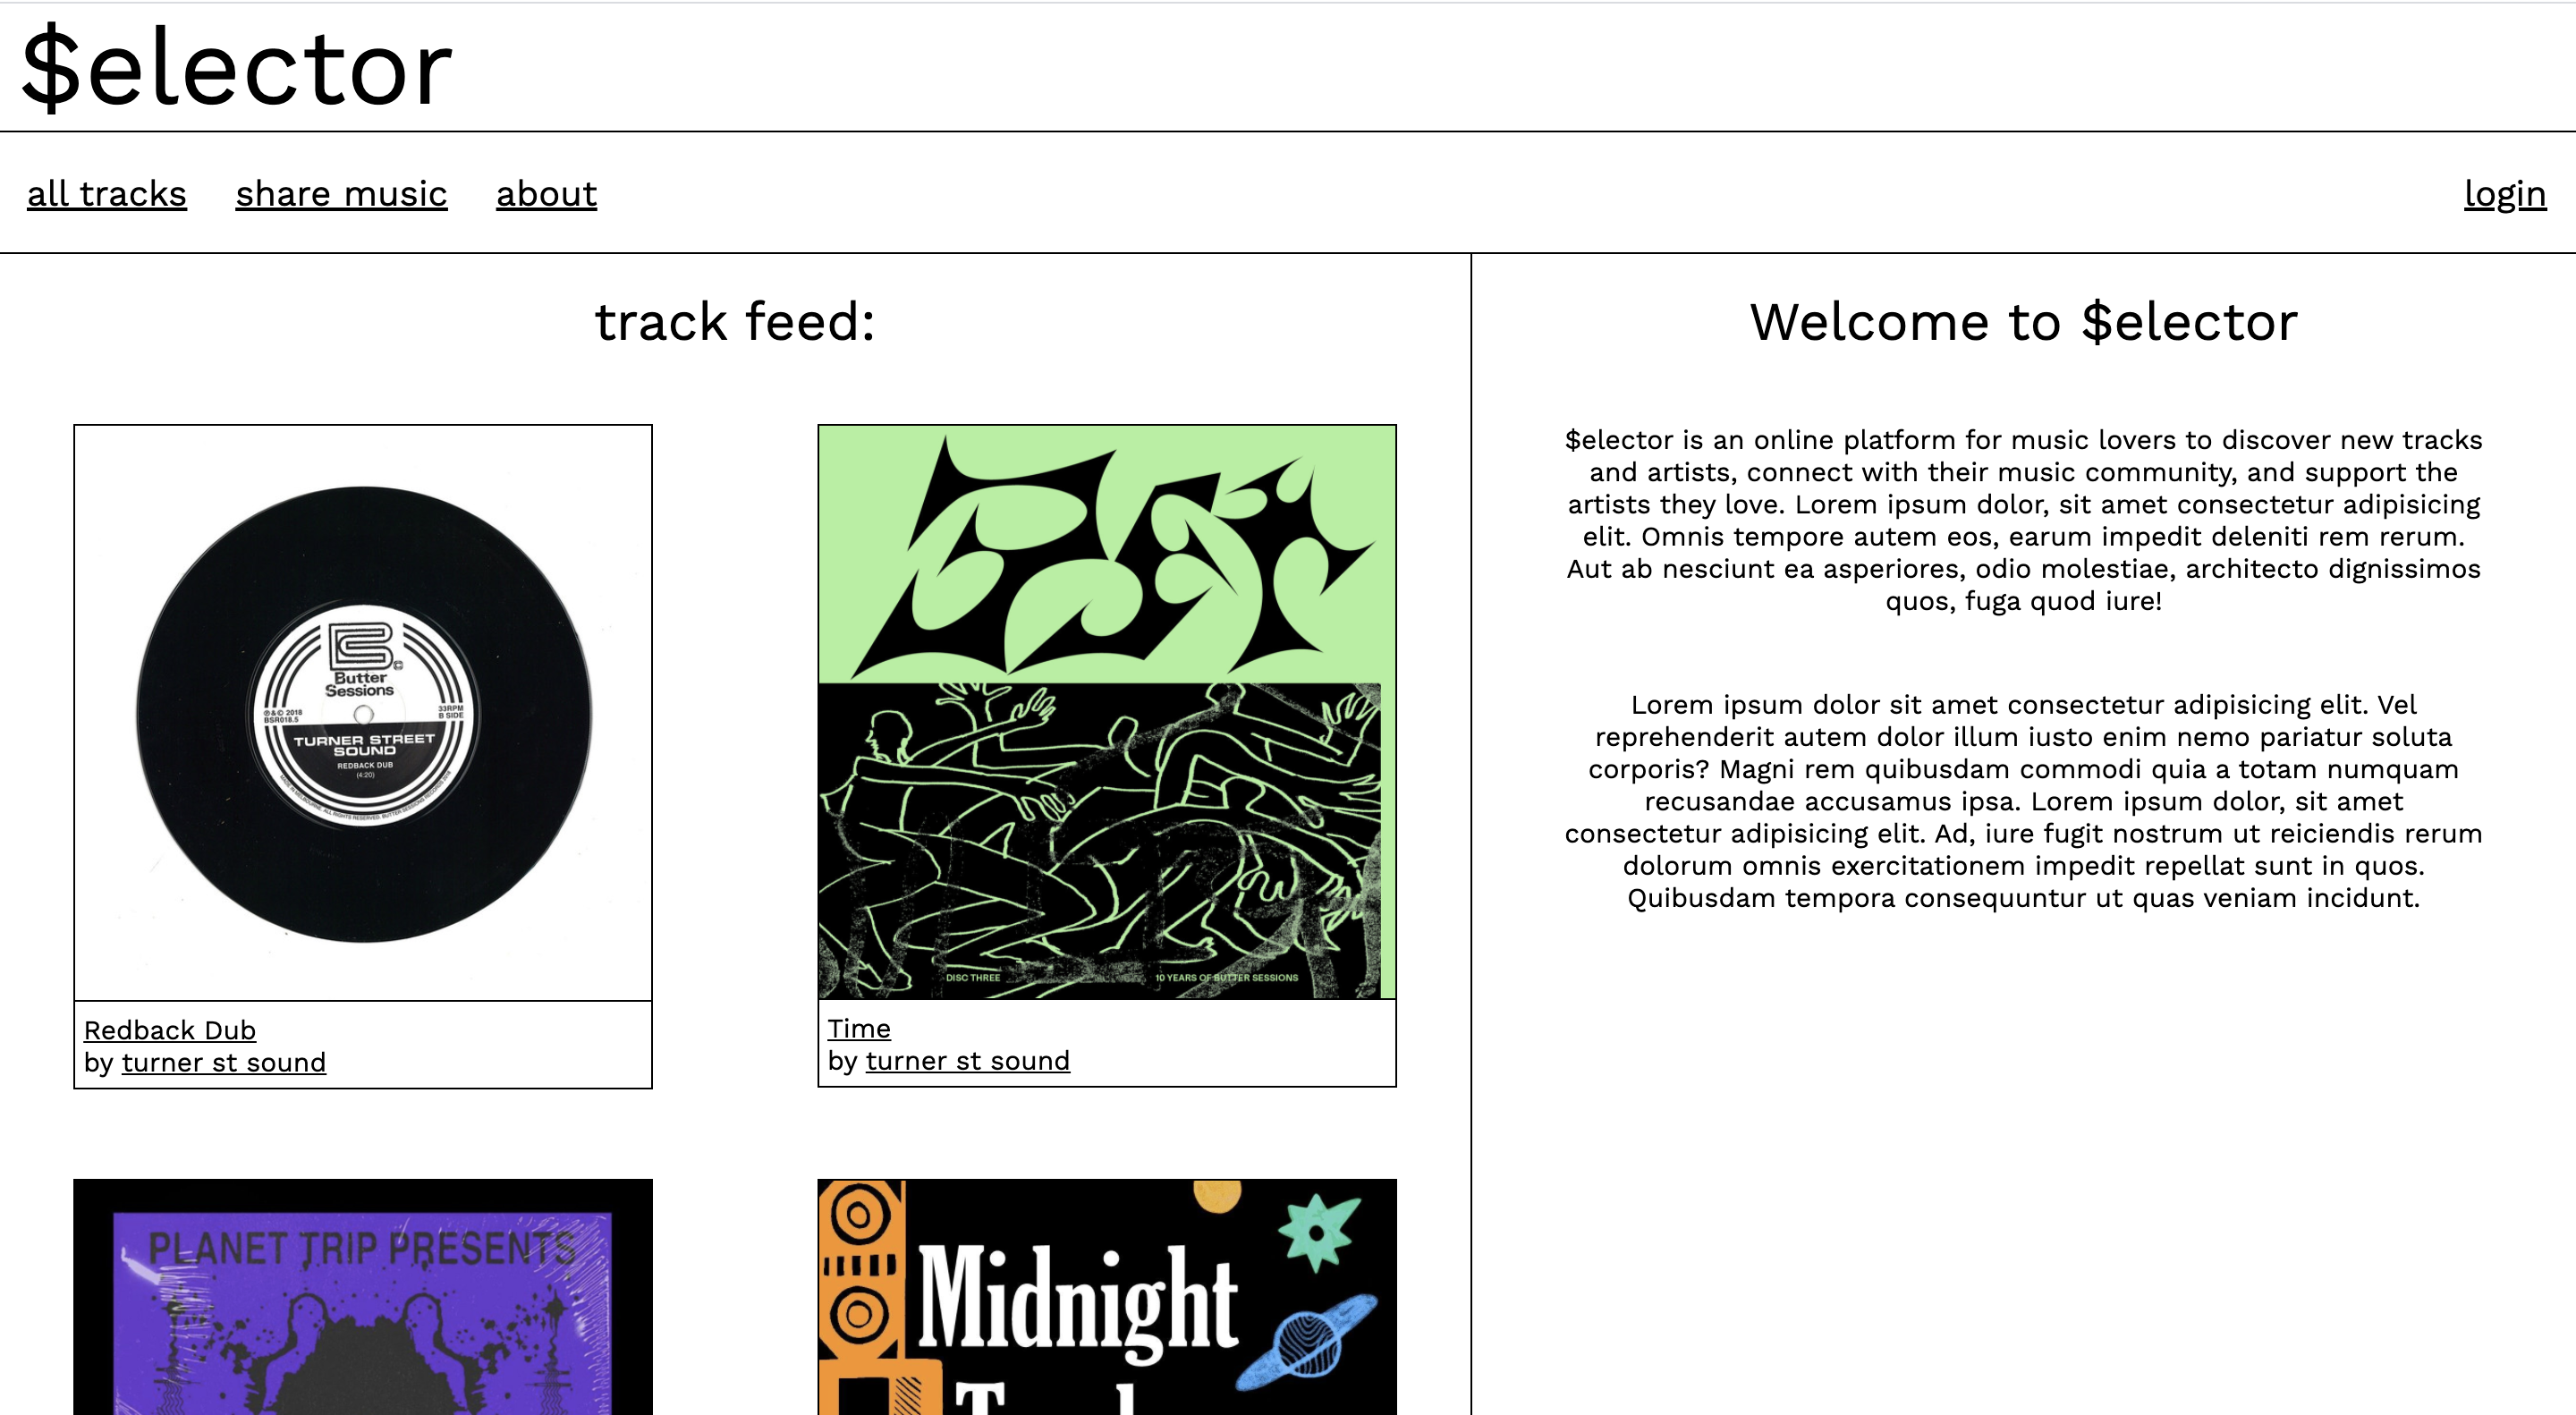 $elector
all tracks share music about login
track feed:
Welcome to $elector
Butter
Sessions
℗&© 2018
BSR018.5
33RPM
B SIDE
TURNER STREET
SOUND
REDBACK DUB
(4:20)
DISC THREE 10 YEARS OF BUTTER SESSIONS
Redback Dub
by turner st sound
Time
by turner st sound
PLANET TRIP PRESENTS
Midnight
$elector is an online platform for music lovers to discover new tracks
and artists, connect with their music community, and support the
artists they love. Lorem ipsum dolor, sit amet consectetur adipisicing
elit. Omnis tempore autem eos, earum impedit deleniti rem rerum.
Aut ab nesciunt ea asperiores, odio molestiae, architecto dignissimos
quos, fuga quod iure!
Lorem ipsum dolor sit amet consectetur adipisicing elit. Vel
reprehenderit autem dolor illum iusto enim nemo pariatur soluta
corporis? Magni rem quibusdam commodi quia a totam numquam
recusandae accusamus ipsa. Lorem ipsum dolor, sit amet
consectetur adipisicing elit. Ad, iure fugit nostrum ut reiciendis rerum
dolorum omnis exercitationem impedit repellat sunt in quos.
Quibusdam tempora consequuntur ut quas veniam incidunt.